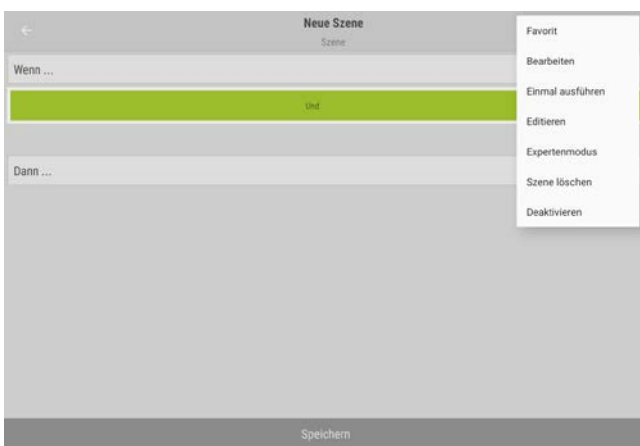 Neue Szene
Szene
Wenn ...
Und
Dann ...
Favorit
Bearbeiten
Einmal ausführen
Editieren
Expertenmodus
Szene löschen
Deaktivieren
Speichern